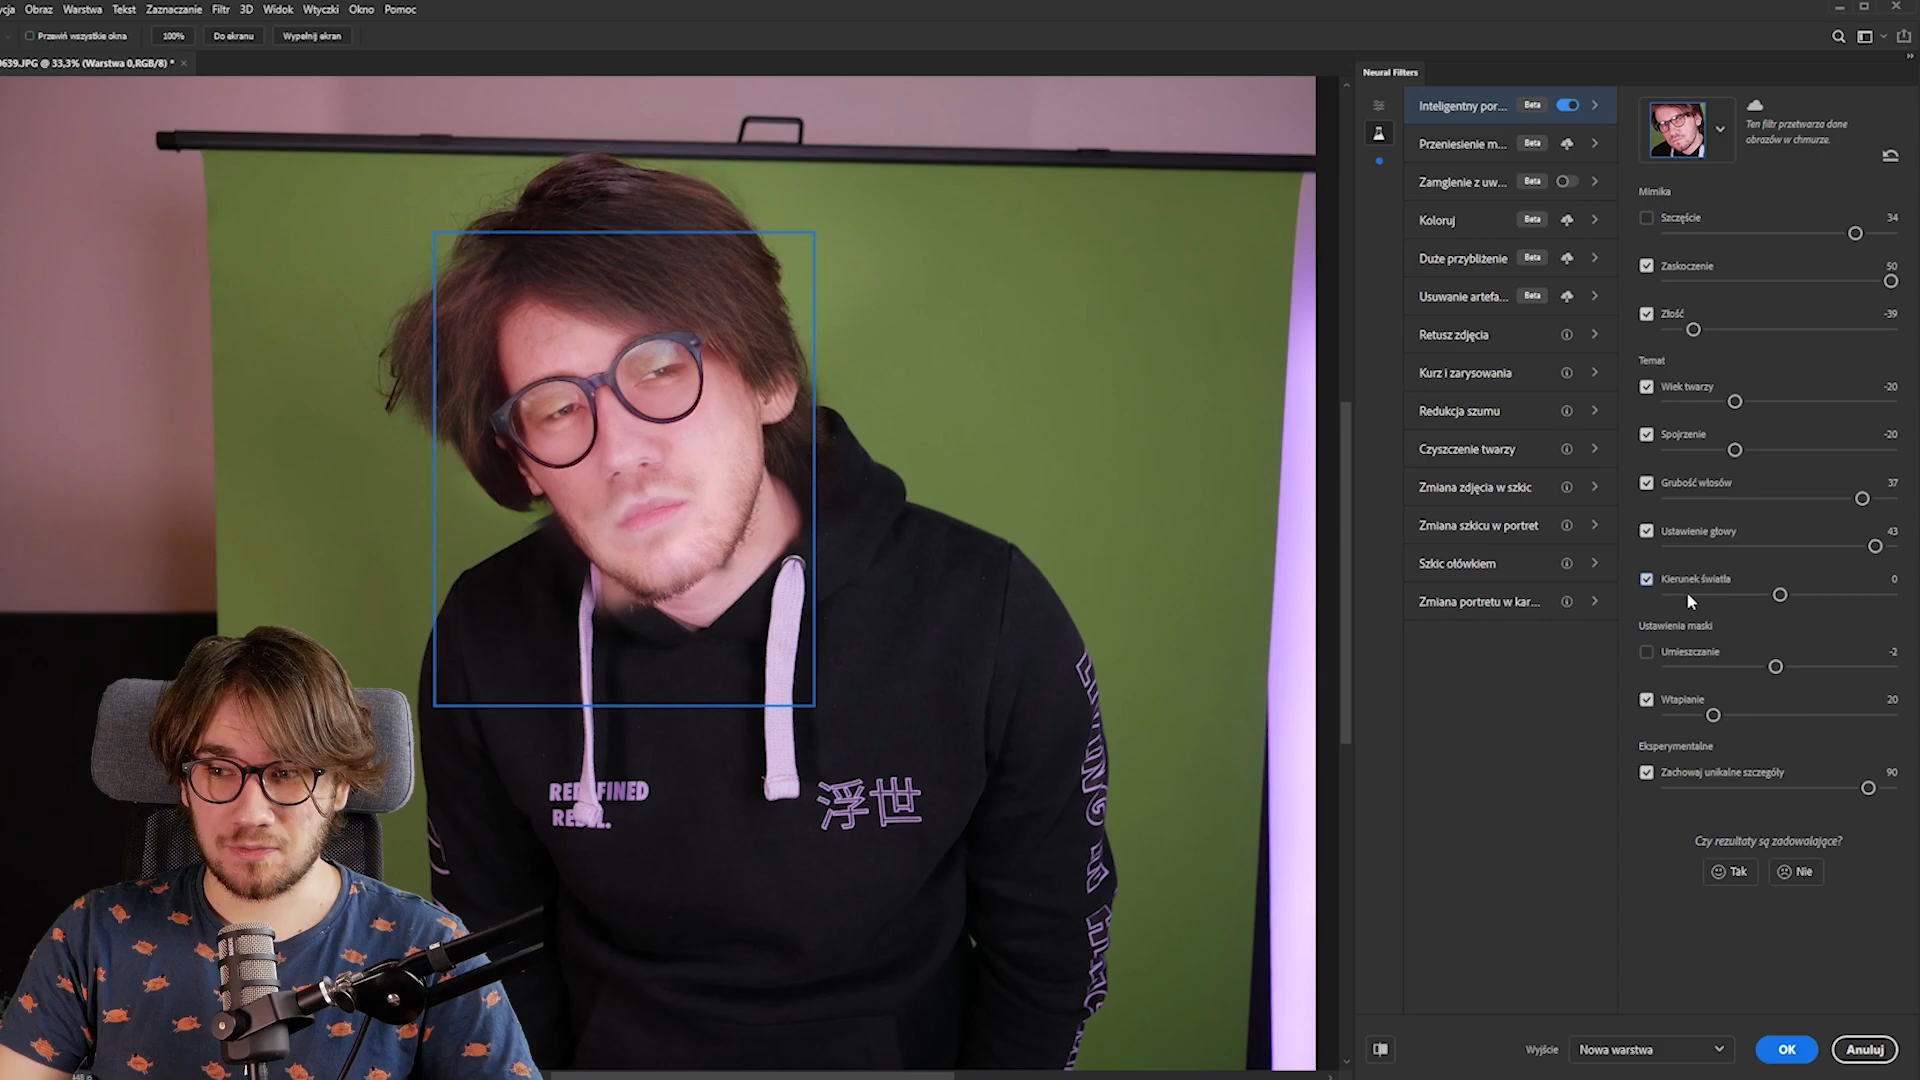 cja Obraz Warstwa Tekst Zaznaczanie Filtr 3D Widok Wtyczki Okno Pomoc
Przewiń wszystkie okna 100% Do ekranu Wypełnij ekran
0639.JPG @ 33,3% (Warstwa 0,RGB/8) * ×
Neural Filters
Inteligentny por... Beta
Przeniesienie m... Beta
Zamglenie z uw... Beta
Koloruj Beta
Duże przybliżenie Beta
Usuwanie artefa... Beta
Retusz zdjęcia
Kurz i zarysowania
Redukcja szumu
Czyszczenie twarzy
Zmiana zdjęcia w szkic
Zmiana szkicu w portret
Szkic ołówkiem
Zmiana portretu w kar...
Ten filtr przetwarza dane
obrazów w chmurze.
Mimika
Szczęście 34
Zaskoczenie 50
Złość -39
Temat
Wiek twarzy -20
Spojrzenie -20
Grubość włosów 37
Ustawienie głowy 43
Kierunek światła 0
Ustawienia maski
Umieszczanie -2
Wtapianie 20
Eksperymentalne
Zachowaj unikalne szczegóły 90
Czy rezultaty są zadowalające?
Tak Nie
Wyjście Nowa warstwa OK Anuluj
浮世